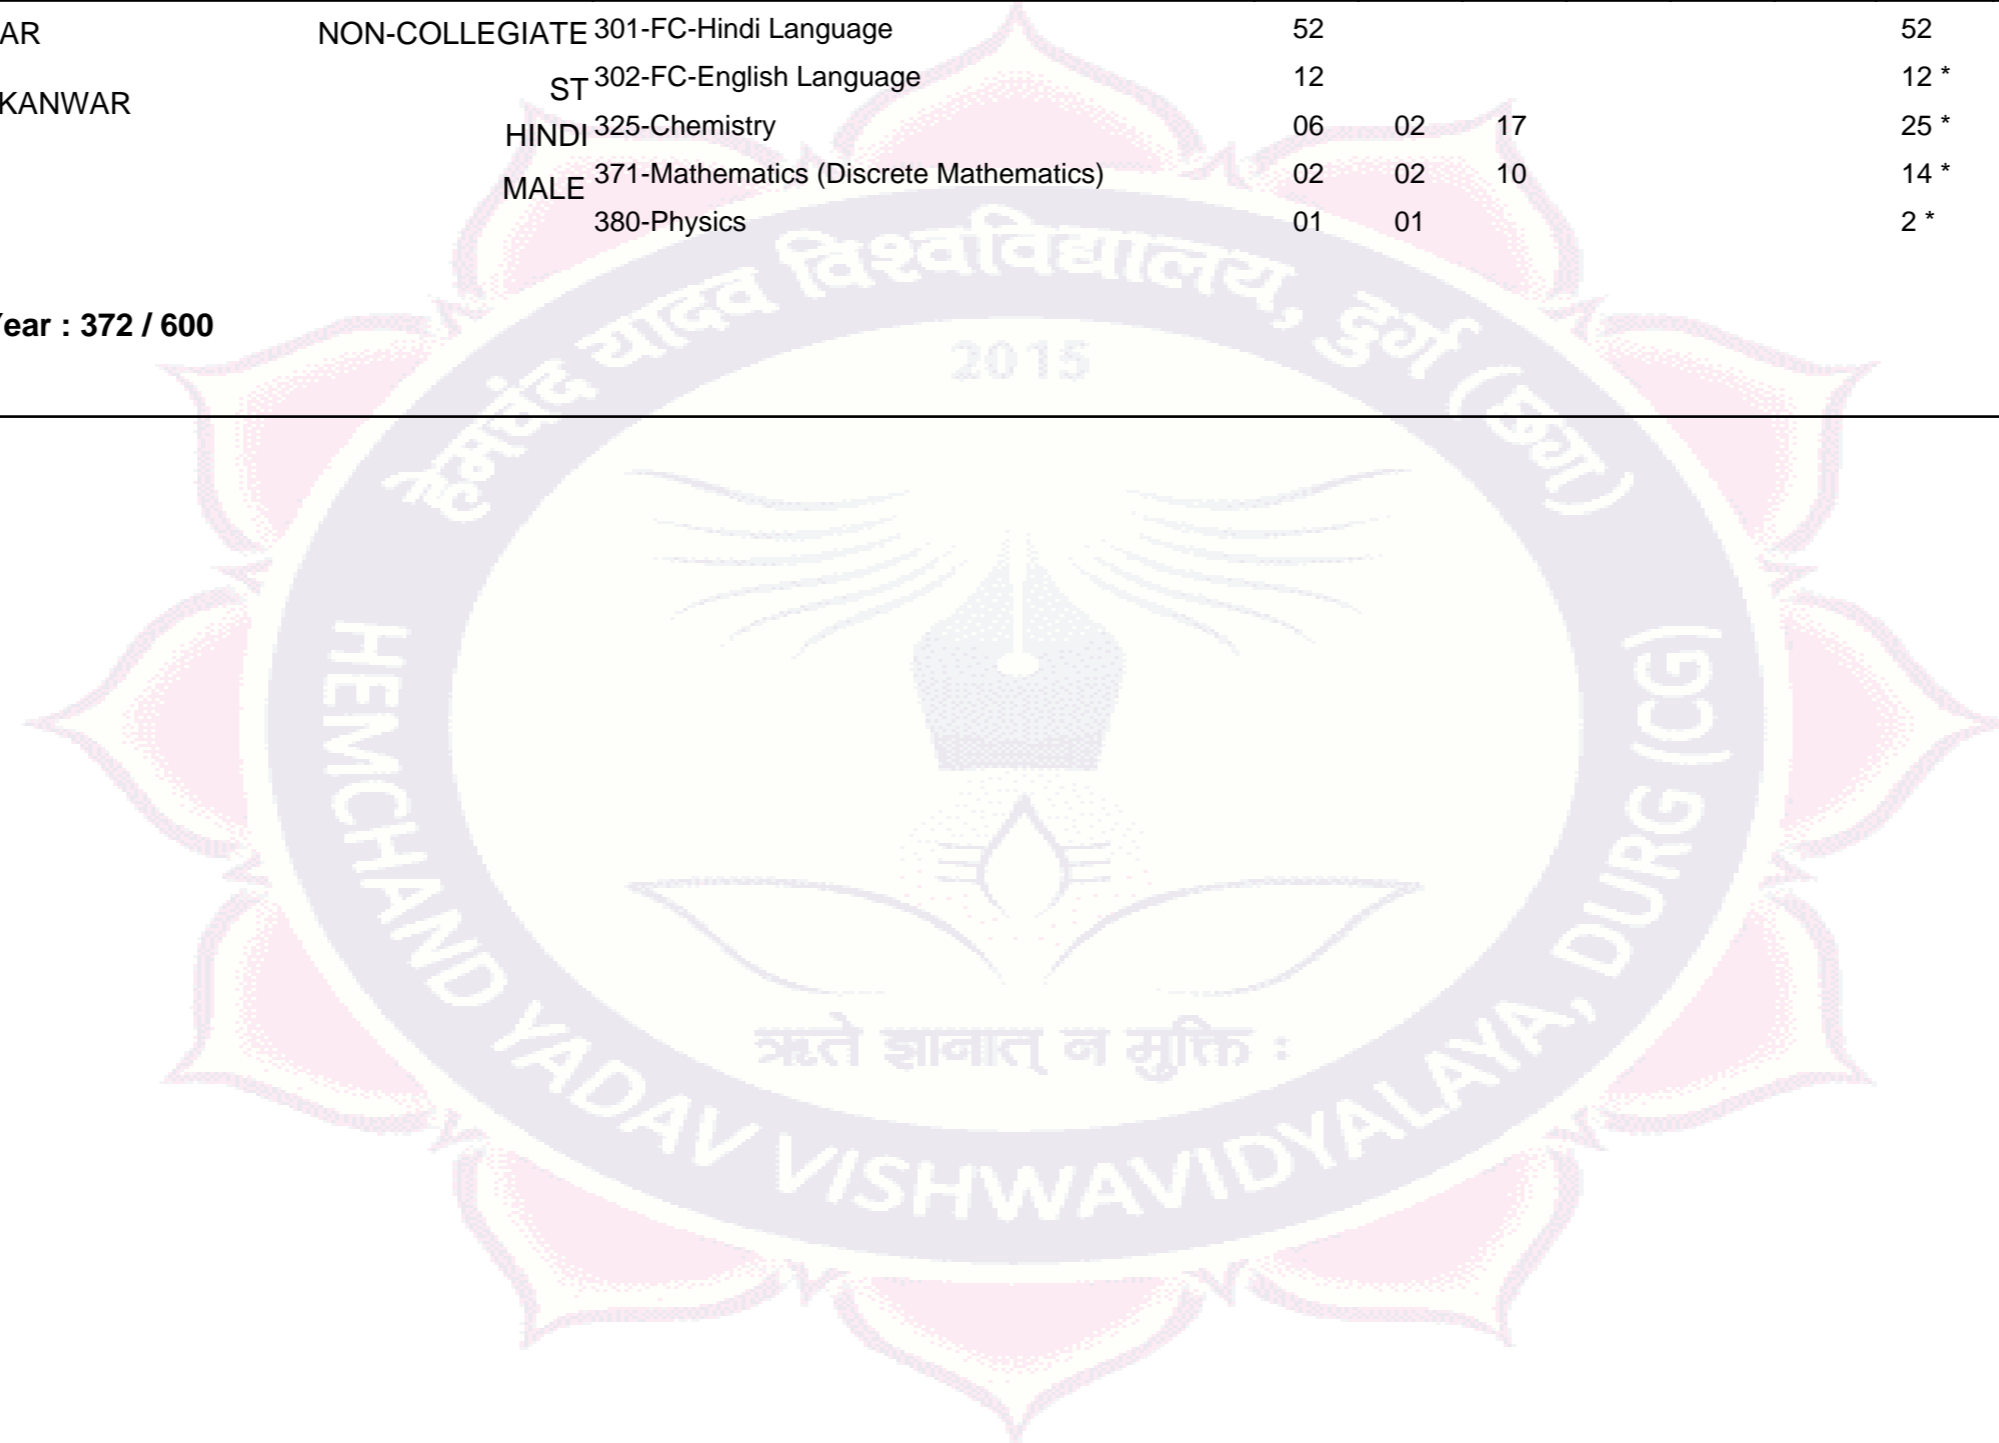 AR NON-COLLEGIATE 301-FC-Hindi Language 52 52
ST 302-FC-English Language 12 12 *
KANWAR
HINDI 325-Chemistry 06 02 17 25 *
MALE 371-Mathematics (Discrete Mathematics) 02 02 10 14 *
380-Physics 01 01 2 *
ear : 372 / 600
हेमचंद यादव विश्वविद्यालय, दुर्ग (छग)
2015
ऋते ज्ञानात् न मुक्ति :
HEMCHAND YADAV VISHWAVIDYALAYA, DURG (CG)